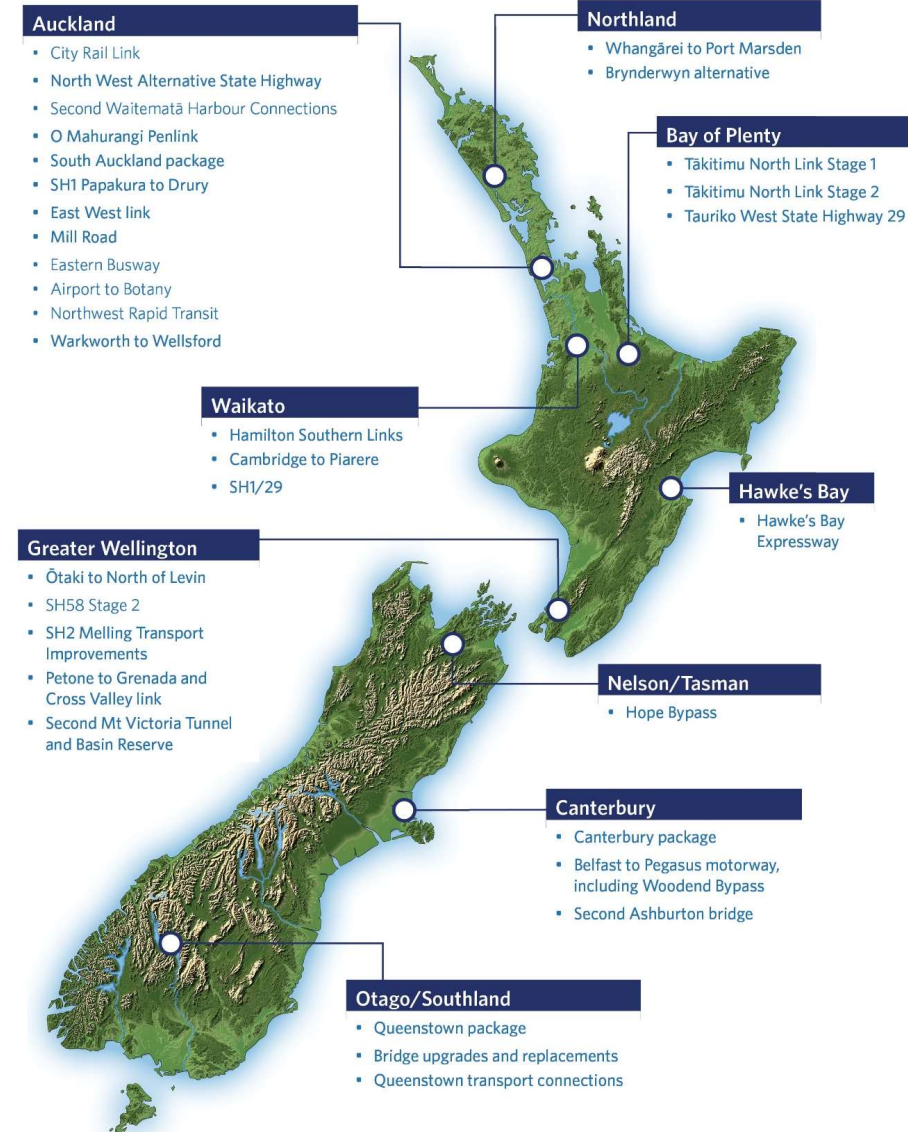 Auckland
▪ City Rail Link
▪ North West Alternative State Highway
▪ Second Waitematā Harbour Connections
▪ O Mahurangi Penlink
▪ South Auckland package
▪ SH1 Papakura to Drury
▪ East West link
▪ Mill Road
▪ Eastern Busway
▪ Airport to Botany
▪ Northwest Rapid Transit
▪ Warkworth to Wellsford
Northland
▪ Whangārei to Port Marsden
▪ Brynderwyn alternative
Bay of Plenty
▪ Tākitimu North Link Stage 1
▪ Tākitimu North Link Stage 2
▪ Tauriko West State Highway 29
Waikato
▪ Hamilton Southern Links
▪ Cambridge to Piarere
▪ SH1/29
Hawke's Bay
▪ Hawke's Bay
Expressway
Greater Wellington
▪ Ōtaki to North of Levin
▪ SH58 Stage 2
▪ SH2 Melling Transport
Improvements
▪ Petone to Grenada and
Cross Valley link
▪ Second Mt Victoria Tunnel
and Basin Reserve
Nelson/Tasman
▪ Hope Bypass
Canterbury
▪ Canterbury package
▪ Belfast to Pegasus motorway,
including Woodend Bypass
▪ Second Ashburton bridge
Otago/Southland
▪ Queenstown package
▪ Bridge upgrades and replacements
▪ Queenstown transport connections